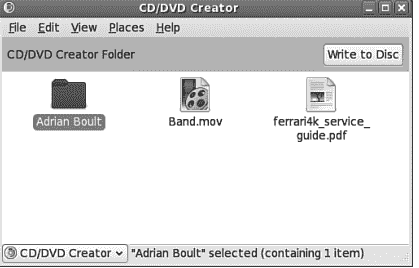 CD/DVD Creator
File Edit View Places Help
CD/DVD Creator Folder Write to Disc
Adrian Boult Band.mov ferrari4k_service_
guide.pdf
CD/DVD Creator "Adrian Boult" selected (containing 1 item)